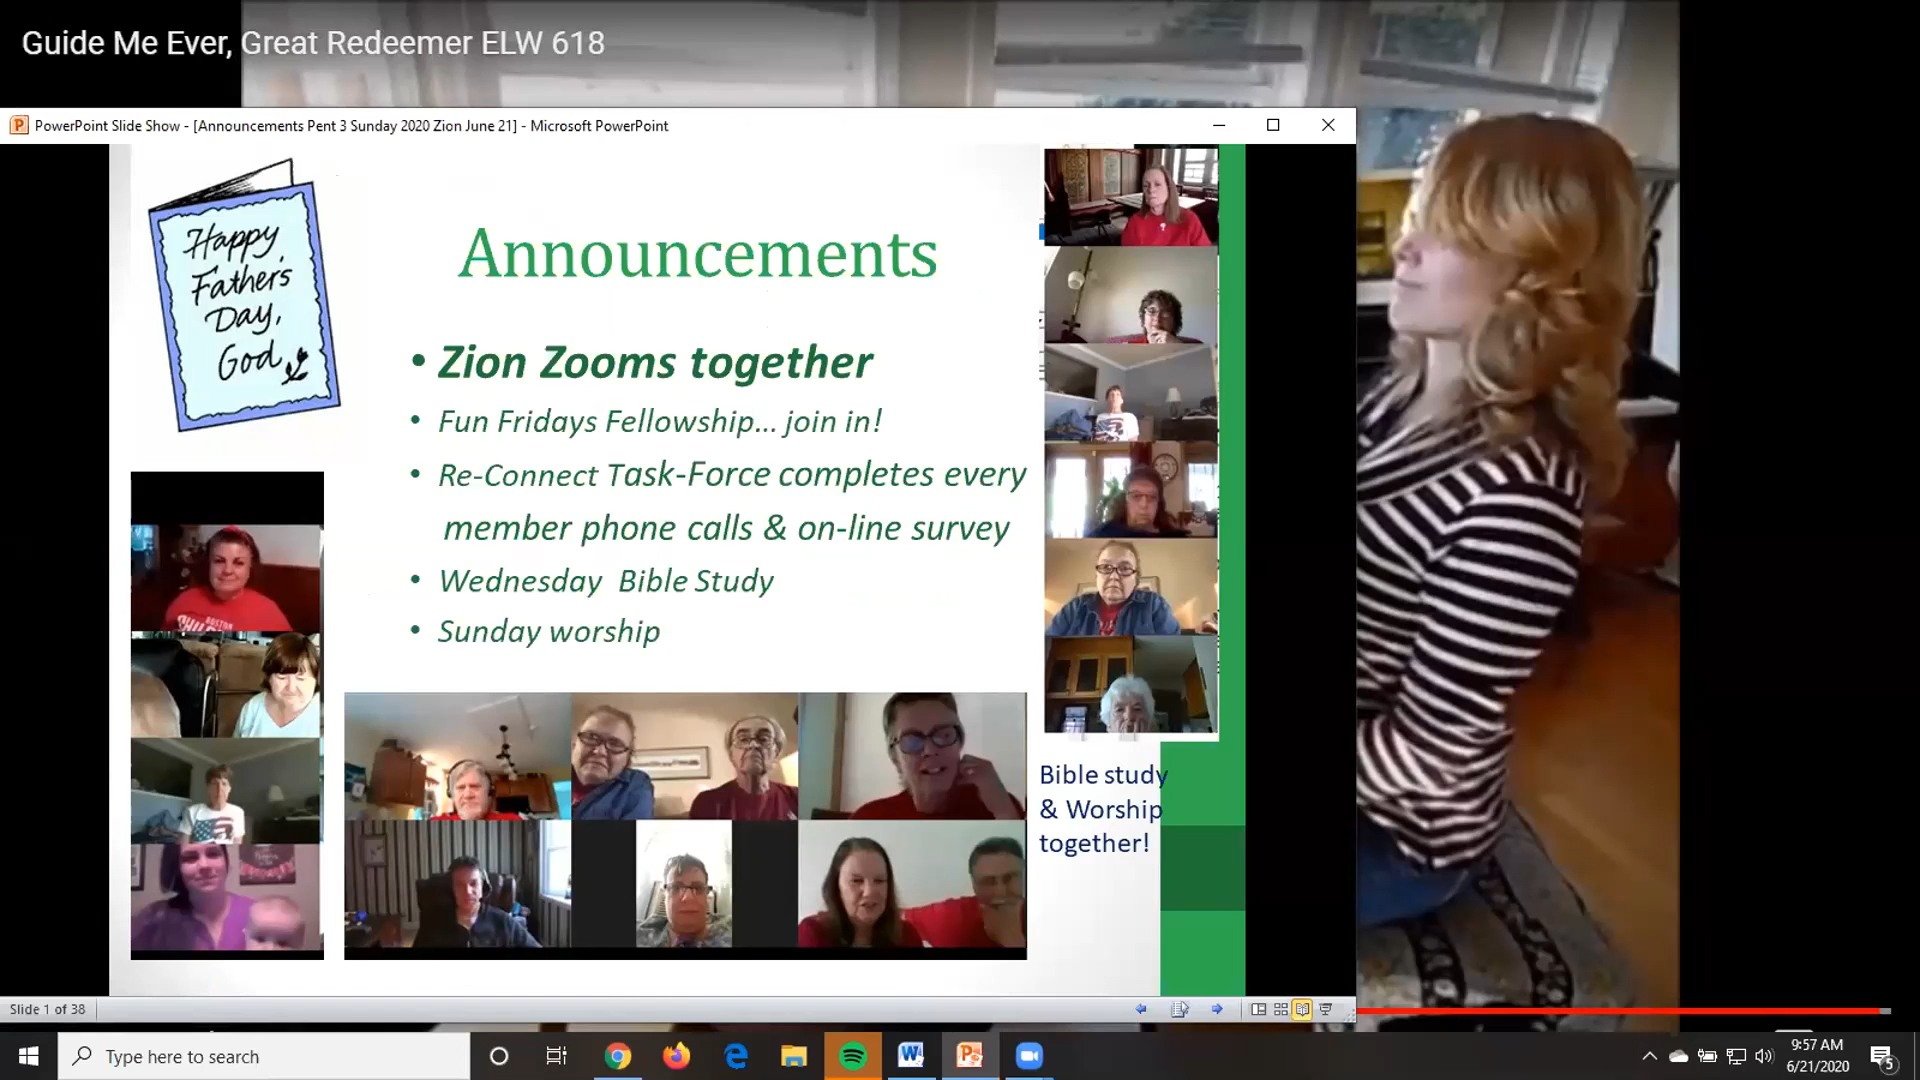 Guide Me Ever, Great Redeemer ELW 618
PowerPoint Slide Show - [Announcements Pent 3 Sunday 2020 Zion June 21] - Microsoft PowerPoint
Happy
Fathers
Day,
God
Announcements
• Zion Zooms together
• Fun Fridays Fellowship... join in!
• Re-Connect Task-Force completes every
member phone calls & on-line survey
• Wednesday Bible Study
• Sunday worship
BOSTON
Bible study
& Worship
together!
Slide 1 of 38
Type here to search
9:57 AM
6/21/2020
5